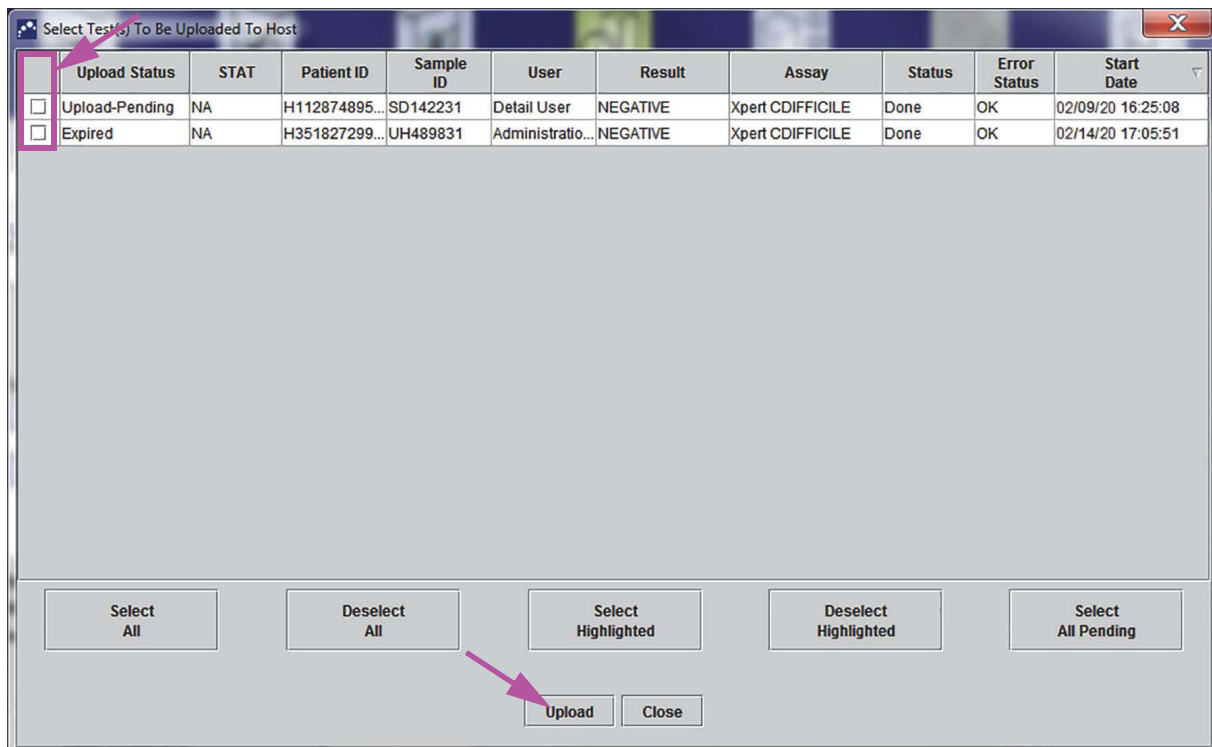 Select Test(s) To Be Uploaded To Host
X
Upload Status STAT Patient ID Sample ID User Result Assay Status Error Status Start Date
Upload-Pending NA H112874895... SD142231 Detail User NEGATIVE Xpert CDIFFICILE Done OK 02/09/20 16:25:08
Expired NA H351827299... UH489831 Administratio... NEGATIVE Xpert CDIFFICILE Done OK 02/14/20 17:05:51
Select All
Deselect All
Select Highlighted
Deselect Highlighted
Select All Pending
Upload Close